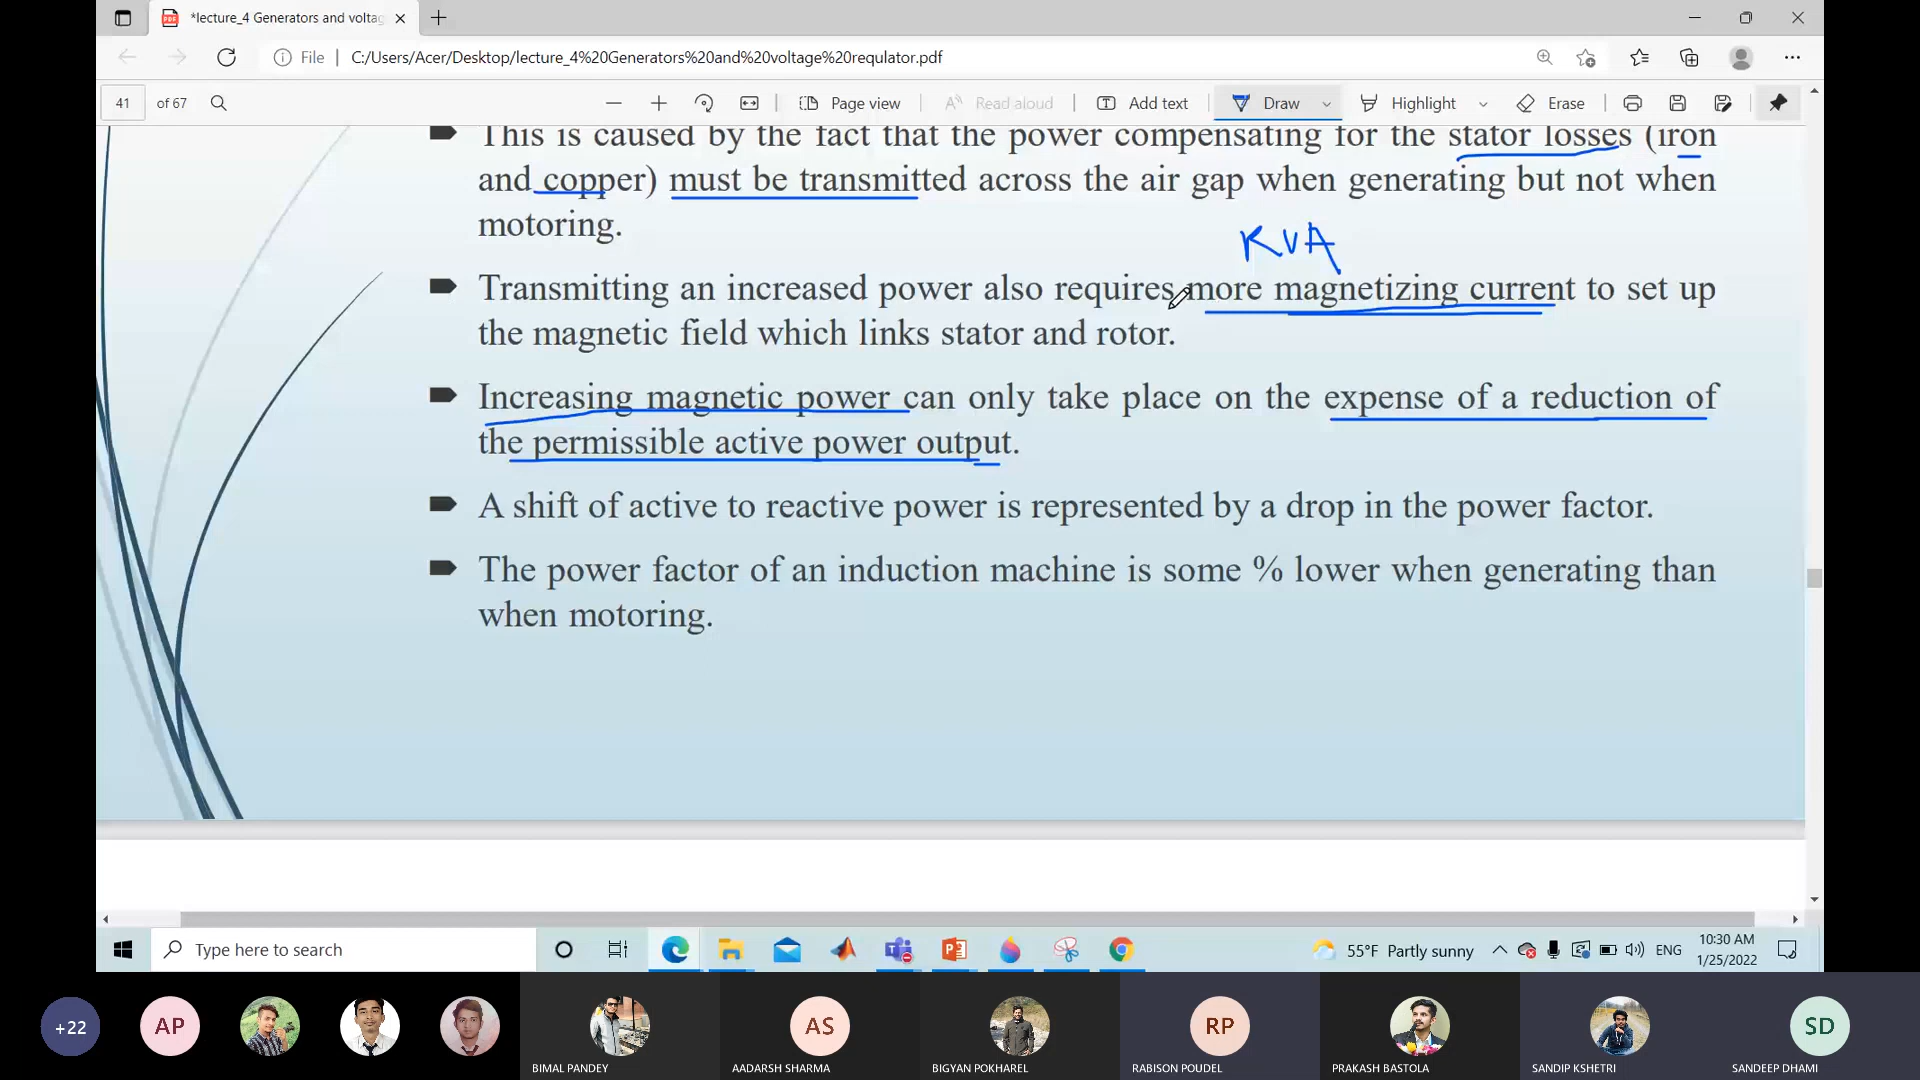 *lecture_4 Generators and volta
File C:/Users/Acer/Desktop/lecture_4%20Generators%20and%20voltage%20requlator.pdf
41 of 67 Page view Read aloud Add text Draw Highlight Erase
This is caused by the fact that the power compensating for the stator losses (iron
and copper) must be transmitted across the air gap when generating but not when
motoring.
KVA
Transmitting an increased power also requires more magnetizing current to set up
the magnetic field which links stator and rotor.
Increasing magnetic power can only take place on the expense of a reduction of
the permissible active power output.
A shift of active to reactive power is represented by a drop in the power factor.
The power factor of an induction machine is some % lower when generating than
when motoring.
Type here to search 55°F Partly sunny ENG 10:30 AM
1/25/2022
+22 AP AS RP SD
BIMAL PANDEY AADARSH SHARMA BIGYAN POKHAREL RABISON POUDEL PRAKASH BASTOLA SANDIP KSHETRI SANDEEP DHAMI